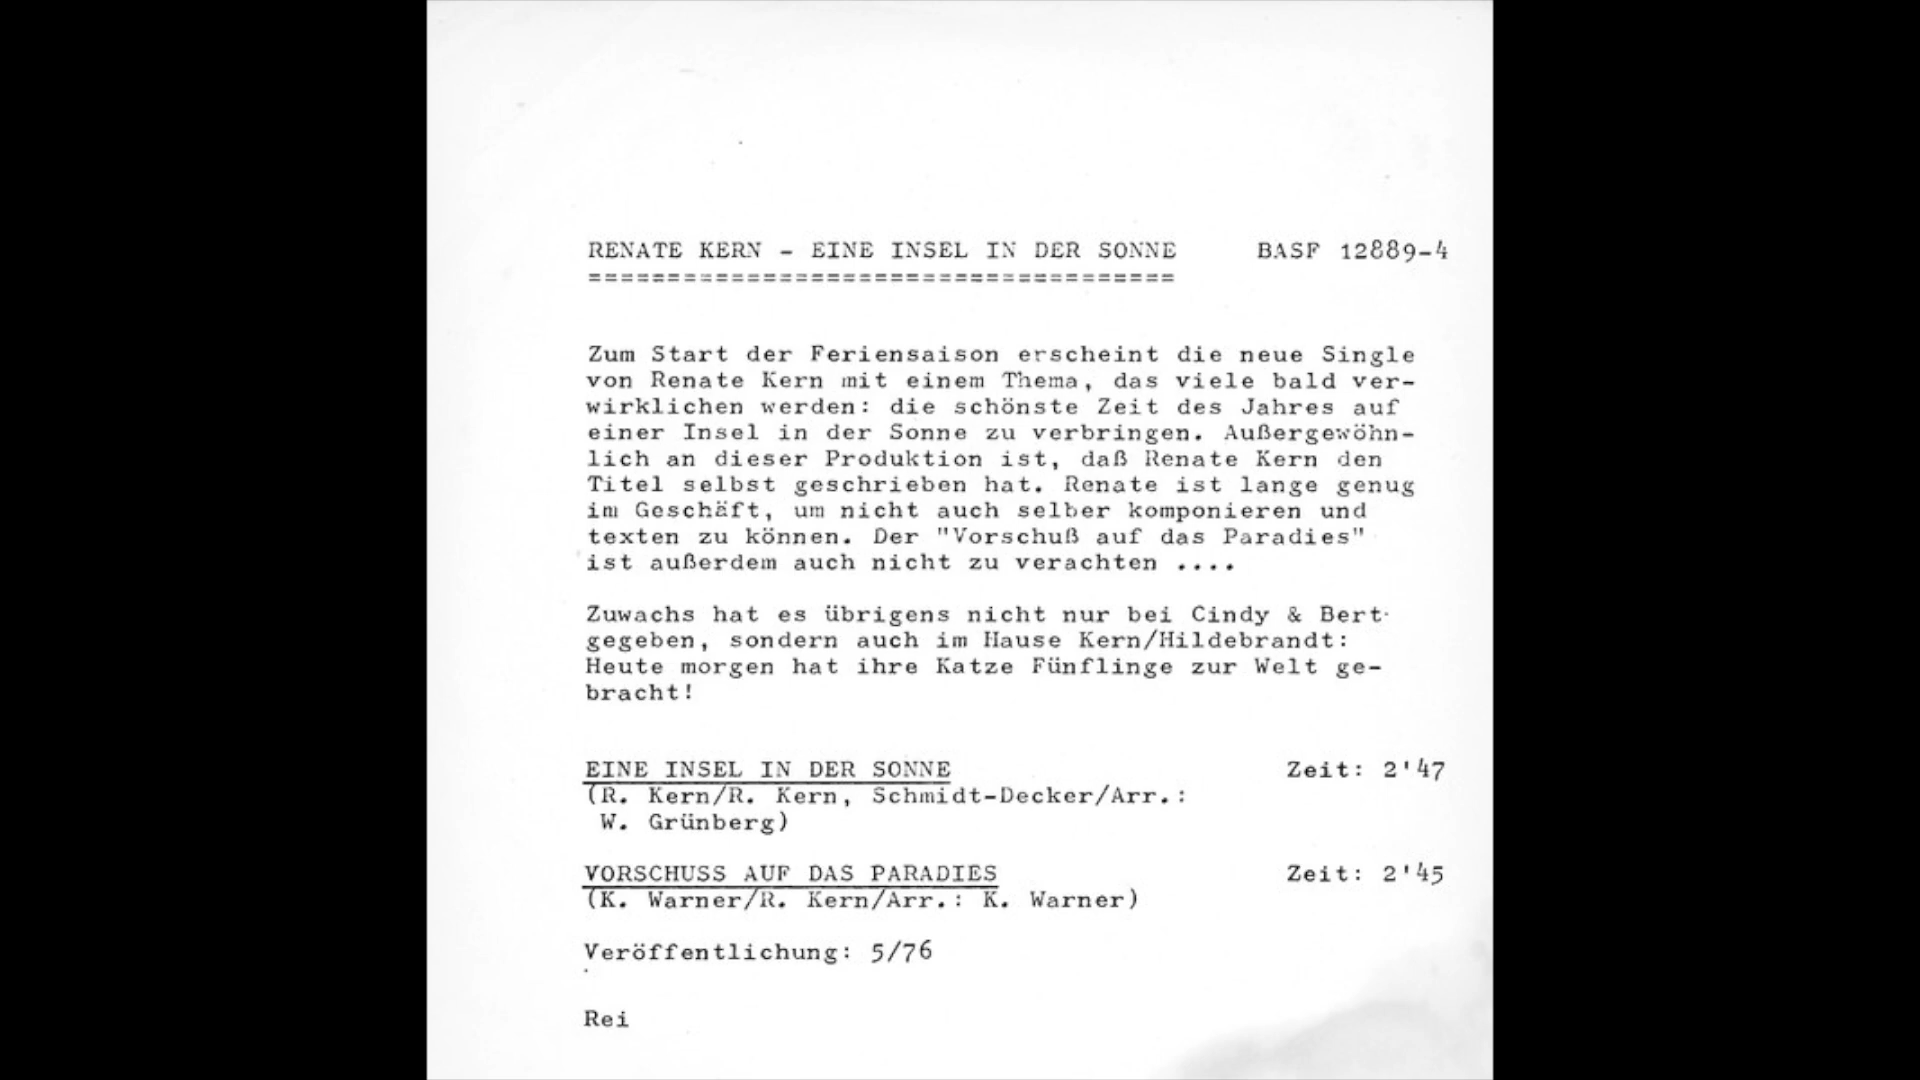 RENATE KERN - EINE INSEL IN DER SONNE BASF 12889-4
=====================================
Zum Start der Feriensaison erscheint die neue Single
von Renate Kern mit einem Thema, das viele bald ver-
wirklichen werden: die schönste Zeit des Jahres auf
einer Insel in der Sonne zu verbringen. Außergewöhn-
lich an dieser Produktion ist, daß Renate Kern den
Titel selbst geschrieben hat. Renate ist lange genug
im Geschäft, um nicht auch selber komponieren und
texten zu können. Der "Vorschuß auf das Paradies"
ist außerdem auch nicht zu verachten ....
Zuwachs hat es übrigens nicht nur bei Cindy & Bert
gegeben, sondern auch im Hause Kern/Hildebrandt:
Heute morgen hat ihre Katze Fünflinge zur Welt ge-
bracht!
EINE INSEL IN DER SONNE Zeit: 2'47
(R. Kern/R. Kern, Schmidt-Decker/Arr.:
W. Grünberg)
VORSCHUSS AUF DAS PARADIES Zeit: 2'45
(K. Warner/R. Kern/Arr.: K. Warner)
Veröffentlichung: 5/76
Rei